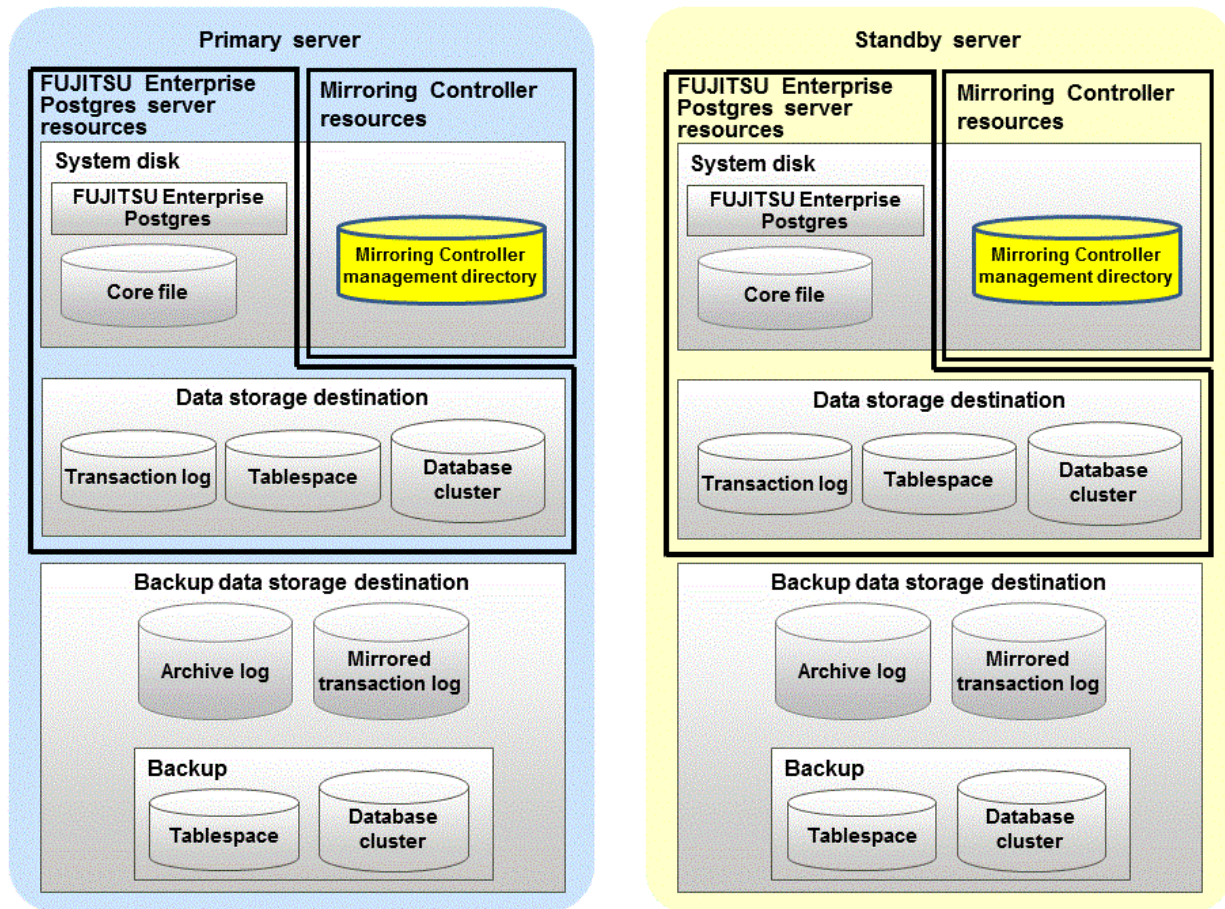 Primary server
FUJITSU Enterprise
Postgres server
resources
Mirroring Controller
resources
System disk
FUJITSU Enterprise
Postgres
Core file
Mirroring Controller
management directory
Data storage destination
Transaction log
Tablespace
Database
cluster
Backup data storage destination
Archive log
Mirrored
transaction log
Backup
Tablespace
Database
cluster
Standby server
FUJITSU Enterprise
Postgres server
resources
Mirroring Controller
resources
System disk
FUJITSU Enterprise
Postgres
Core file
Mirroring Controller
management directory
Data storage destination
Transaction log
Tablespace
Database
cluster
Backup data storage destination
Archive log
Mirrored
transaction log
Backup
Tablespace
Database
cluster